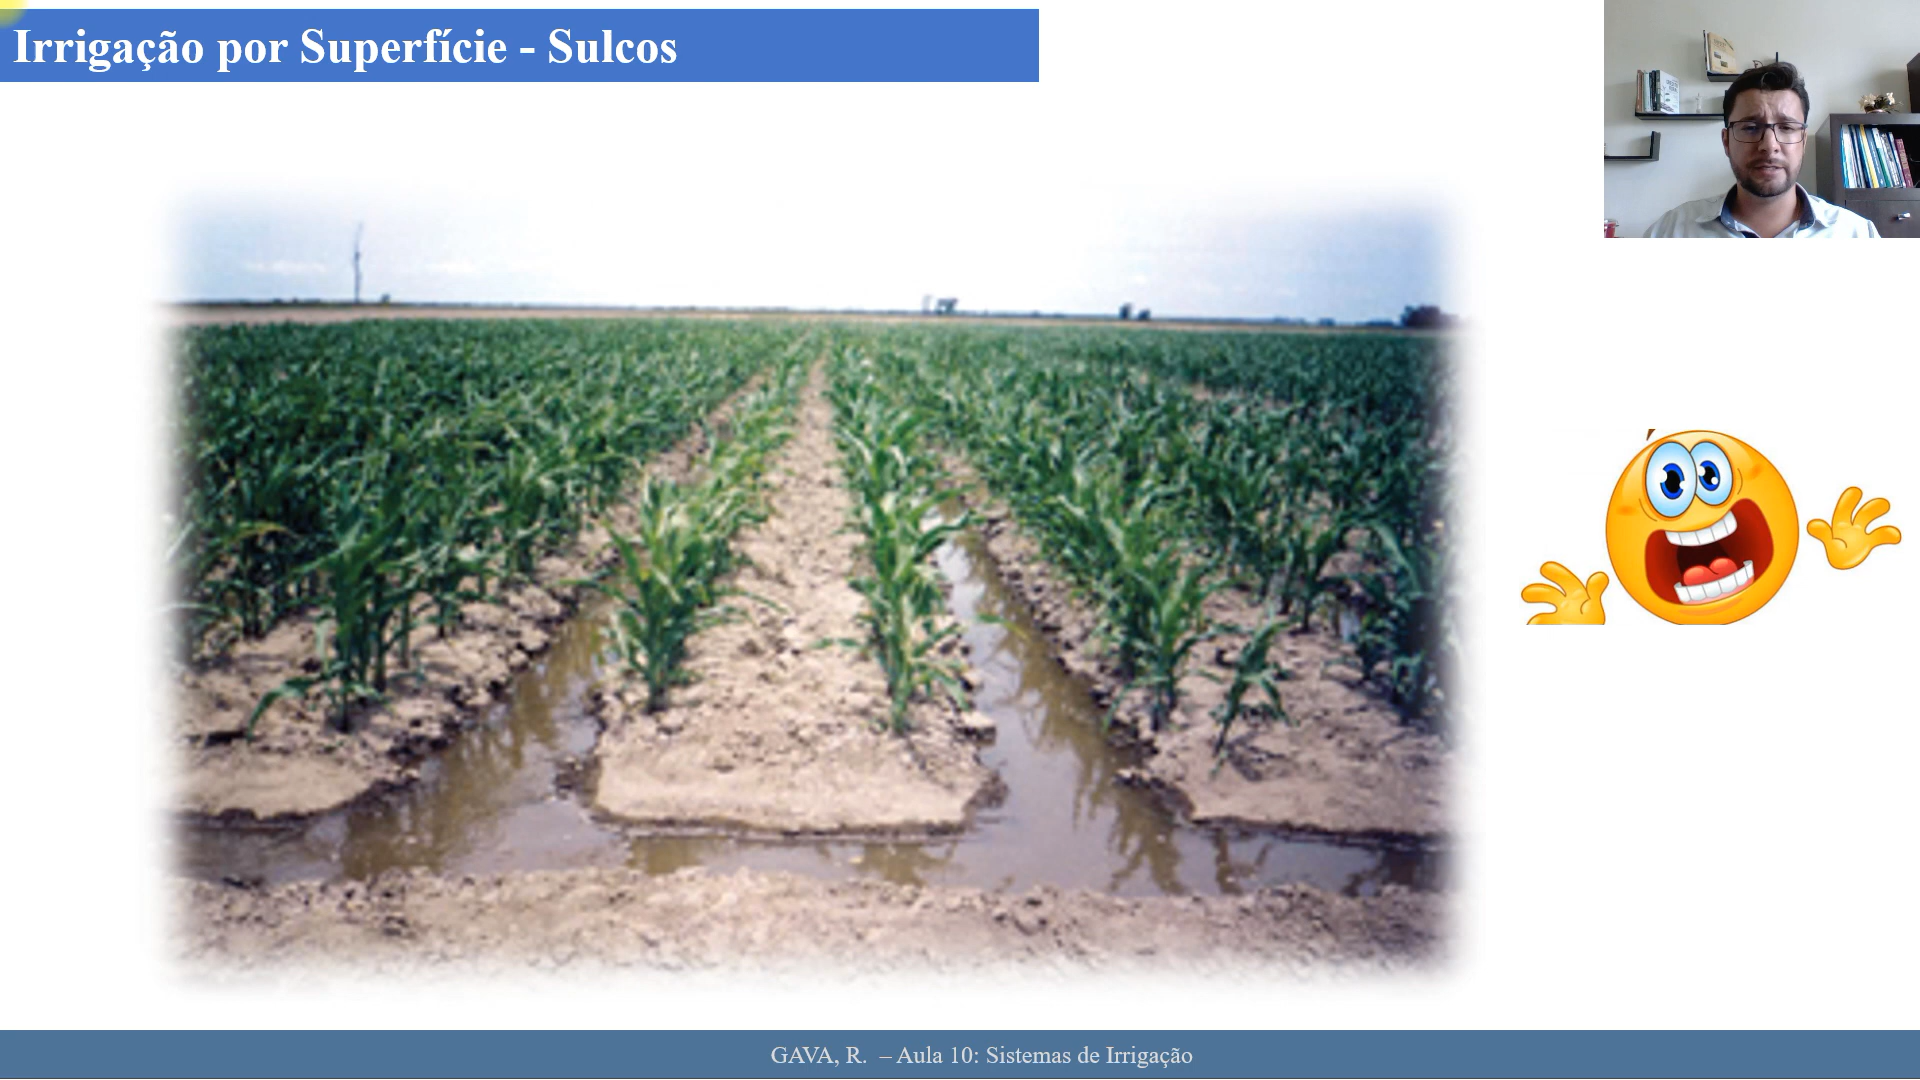 Irrigação por Superfície - Sulcos
GAVA, R. – Aula 10: Sistemas de Irrigação